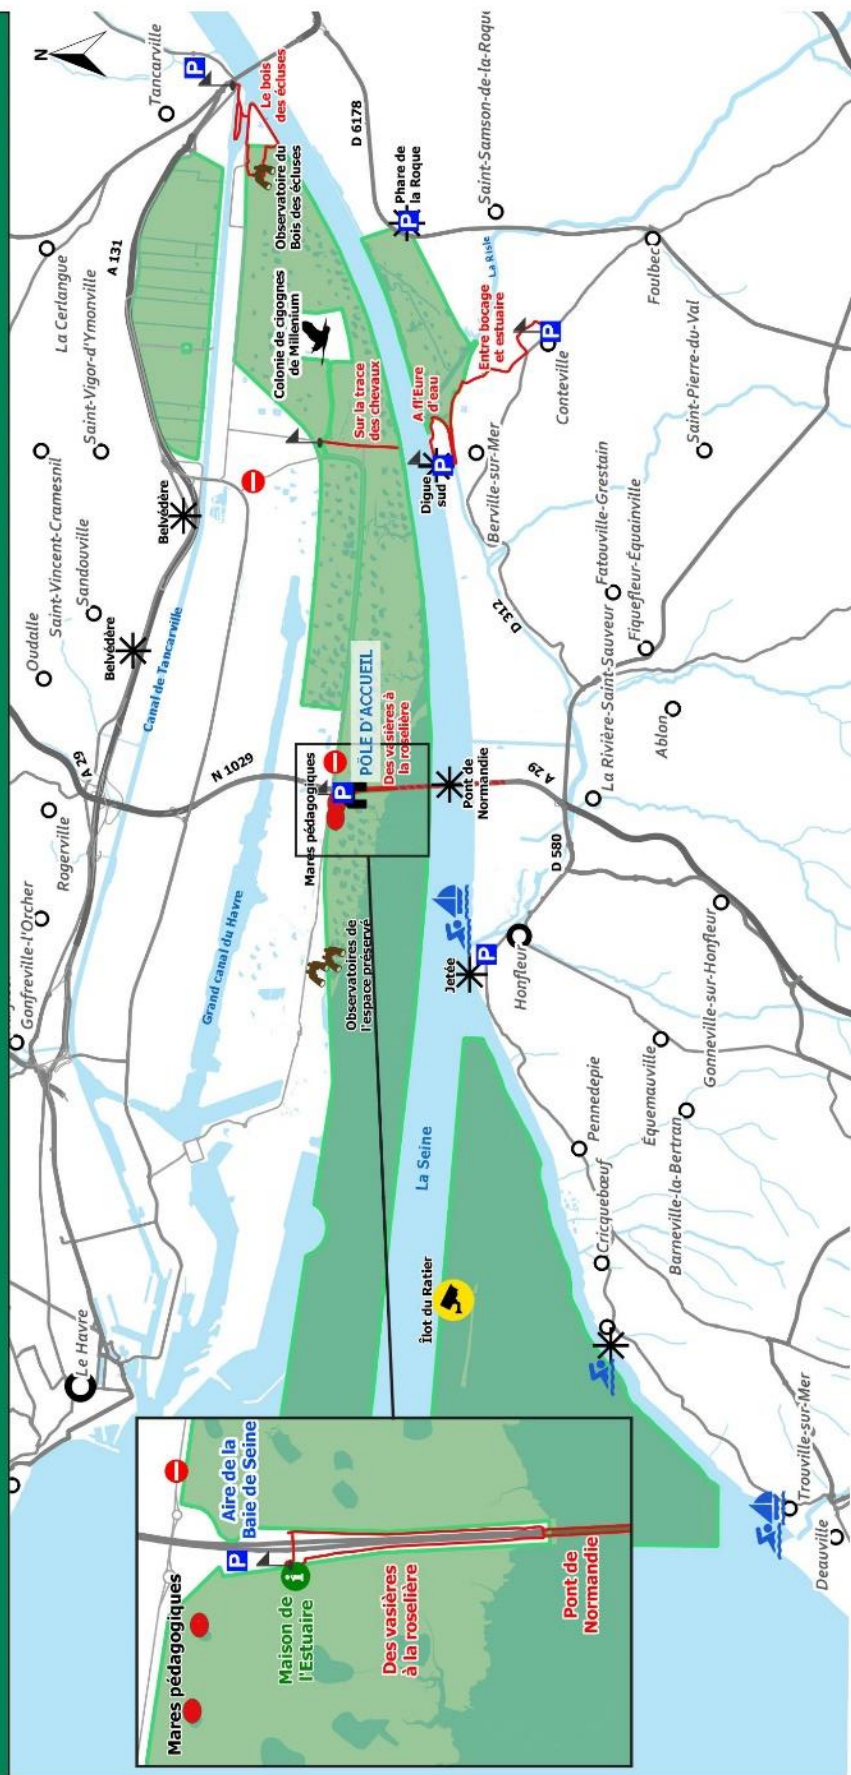 N
Tancarville
La Cerlangue
Saint-Vigor-d'Ymonville
Saint-Vincent-Cramesnil
Sandouville
Oudalle
Rogerville
Gonfreville-l'Orcher
Le Havre
A 131
A 29
N 1029
Belvédère
Belvédère
Canal de Tancarville
Grand canal du Havre
P
Le bois
des écluses
Observatoire du
Bois des écluses
Colonie de cigognes
de Millenium
Sur la trace
des chevaux
D 6178
P
Phare de
la Roque
Saint-Samson-de-la-Roqu
La Risle
Foulbec
Entre bocage
et estuaire
P
Conteville
A fl'Eure
d'eau
Digue
sud
P
Berville-sur-Mer
Saint-Pierre-du-Val
D 312
Fatouville-Grestain
Fiquefleur-Équainville
La Rivière-Saint-Sauveur
Ablon
PÔLE D'ACCUEIL
Des vasières à
la roselière
Mares pédagogiques
P
Pont de
Normandie
A 29
D 580
Observatoires de
l'espace préservé
Jetée
P
Honfleur
Gonneville-sur-Honfleur
Équemauville
Barneville-la-Bertran
Pennedepie
Cricquebœuf
La Seine
Îlot du Ratier
Trouville-sur-Mer
Deauville
Mares pédagogiques
P
Aire de la
Baie de Seine
i
Maison de
l'Estuaire
Des vasières
à la roselière
Pont de
Normandie